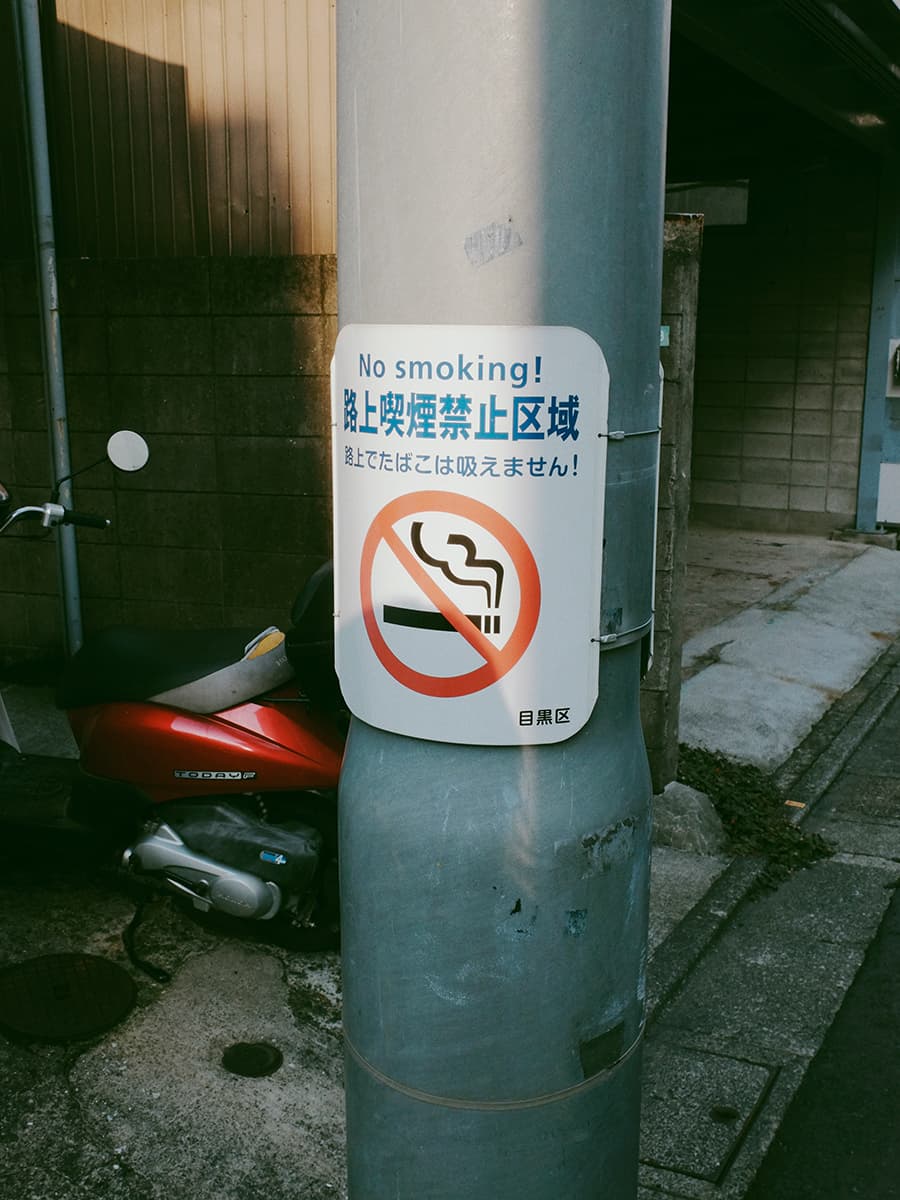 No smoking!
路上喫煙禁止区域
路上でたばこは吸えません!
目黒区
TODAY F